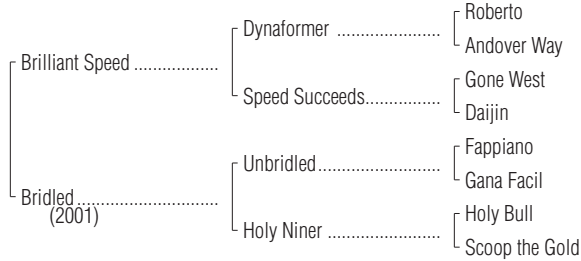 Roberto
Dynaformer ....................
Andover Way
Brilliant Speed ................
Gone West
Speed Succeeds..............
Daijin
Fappiano
Unbridled.......................
Gana Facil
Bridled ...........................
(2001)
Holy Bull
Holy Niner .....................
Scoop the Gold